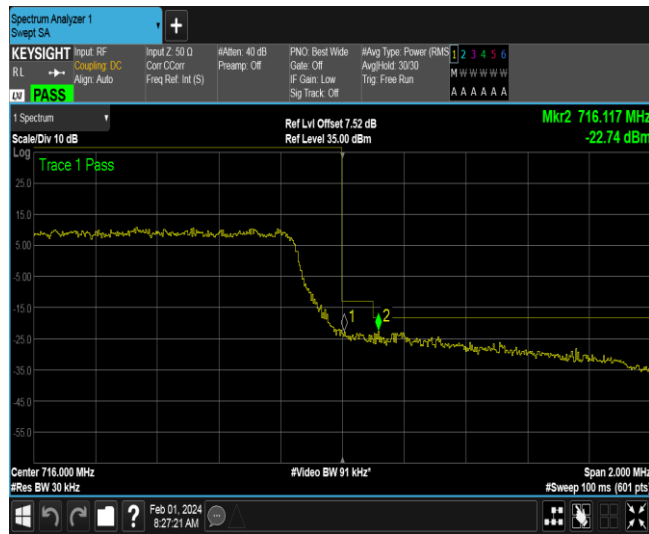 Spectrum Analyzer 1
Swept SA
KEYSIGHT
RL
LXI PASS
Input: RF
Coupling: DC
Align: Auto
Input Z: 50 Ω
Corr CCorr
Freq Ref: Int (S)
#Atten: 40 dB
Preamp: Off
PNO: Best Wide
Gate: Off
IF Gain: Low
Sig Track: Off
#Avg Type: Power (RMS
Avg|Hold: 30/30
Trig: Free Run
1 2 3 4 5 6
M W W W W W
A A A A A A
1 Spectrum
Scale/Div 10 dB
Ref Lvl Offset 7.52 dB
Ref Level 35.00 dBm
Mkr2 716.117 MHz
-22.74 dBm
Log
Trace 1 Pass
25.0
15.0
5.00
-5.00
-15.0
-25.0
-35.0
-45.0
-55.0
1
2
Center 716.000 MHz
#Res BW 30 kHz
#Video BW 91 kHz*
Span 2.000 MHz
#Sweep 100 ms (601 pts
?
Feb 01, 2024
8:27:21 AM